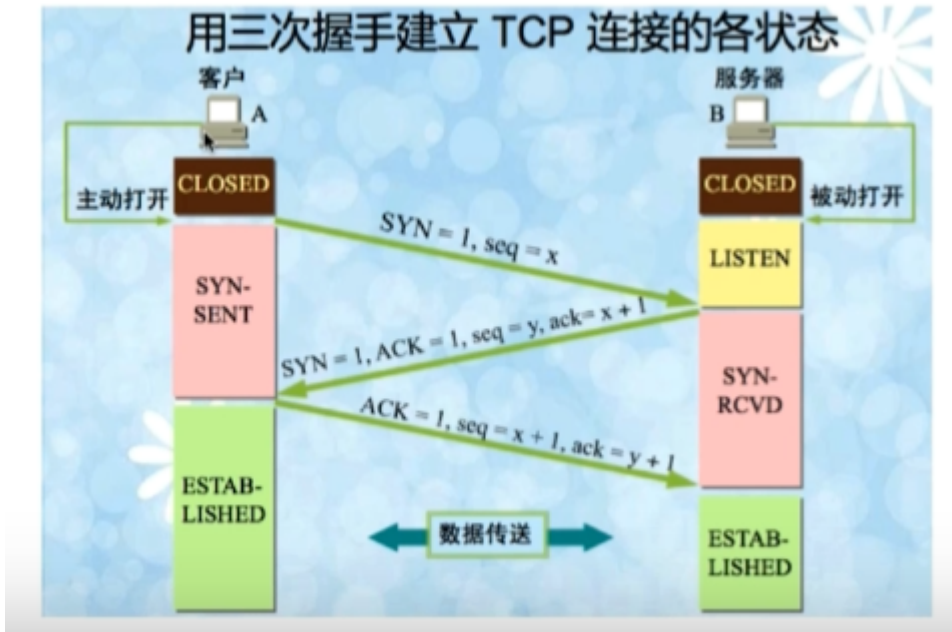 用三次握手建立 TCP 连接的各状态
客户
服务器
A
B
CLOSED
CLOSED
主动打开
被动打开
SYN = 1, seq = x
LISTEN
SYN-
SENT
SYN = 1, ACK = 1, seq = y, ack= x + 1
SYN-
RCVD
ACK = 1, seq = x + 1, ack = y + 1
ESTAB-
LISHED
数据传送
ESTAB-
LISHED